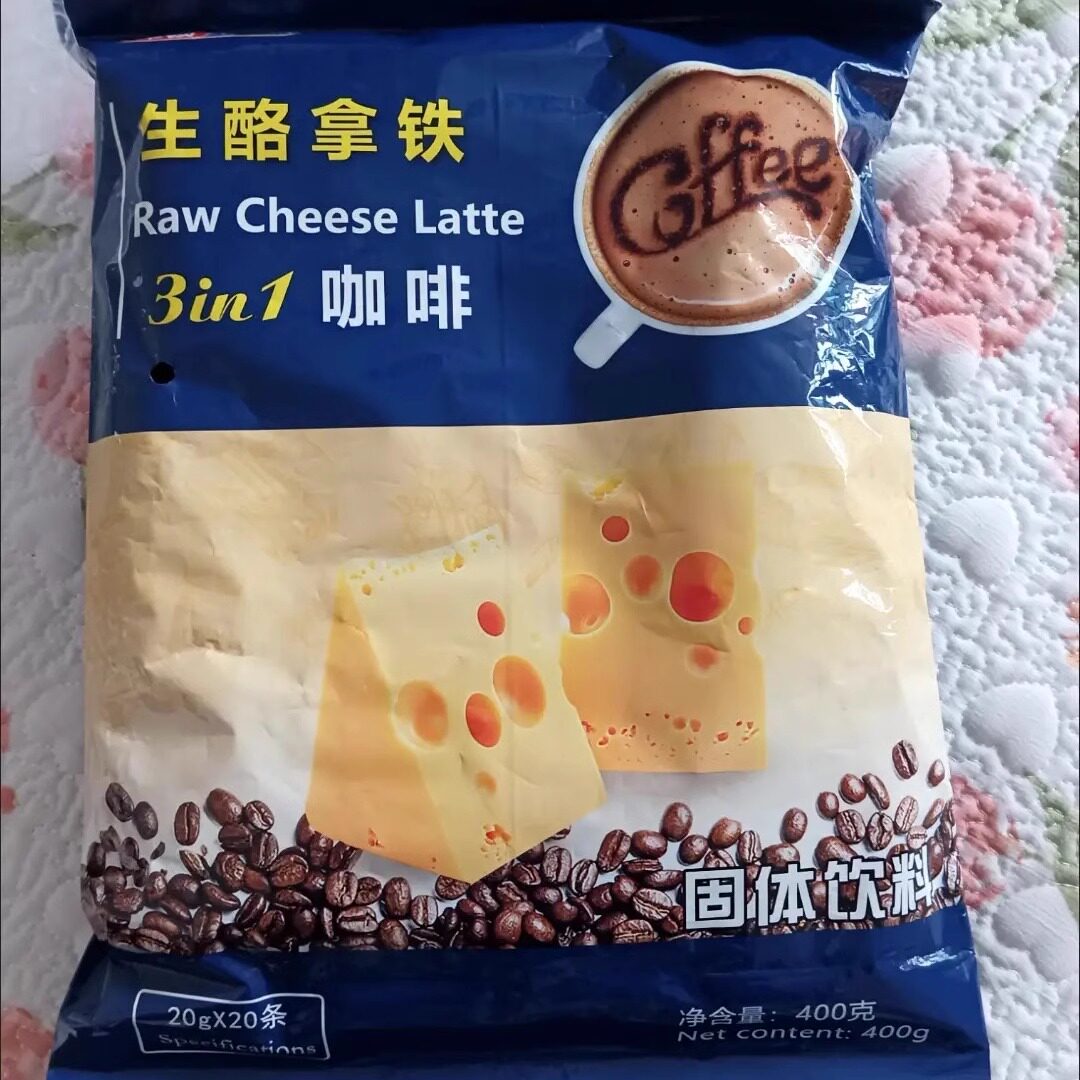 生酪拿铁
Coffee
Raw Cheese Latte
3in1 咖啡
固体饮料
20gX20条
Specifications
净含量：400克
Net content: 400g